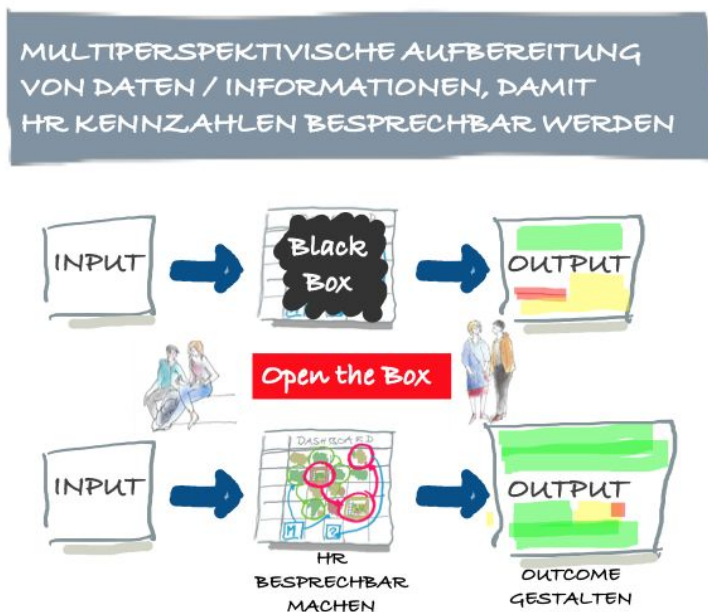 MULTIPERSPEKTIVISCHE AUFBEREITUNG
VON DATEN / INFORMATIONEN, DAMIT
HR KENNZAHLEN BESPRECHBAR WERDEN
INPUT
Black
Box
OUTPUT
Open the Box
INPUT
DASHBOARD
M
?
OUTPUT
HR
BESPRECHBAR
MACHEN
OUTCOME
GESTALTEN